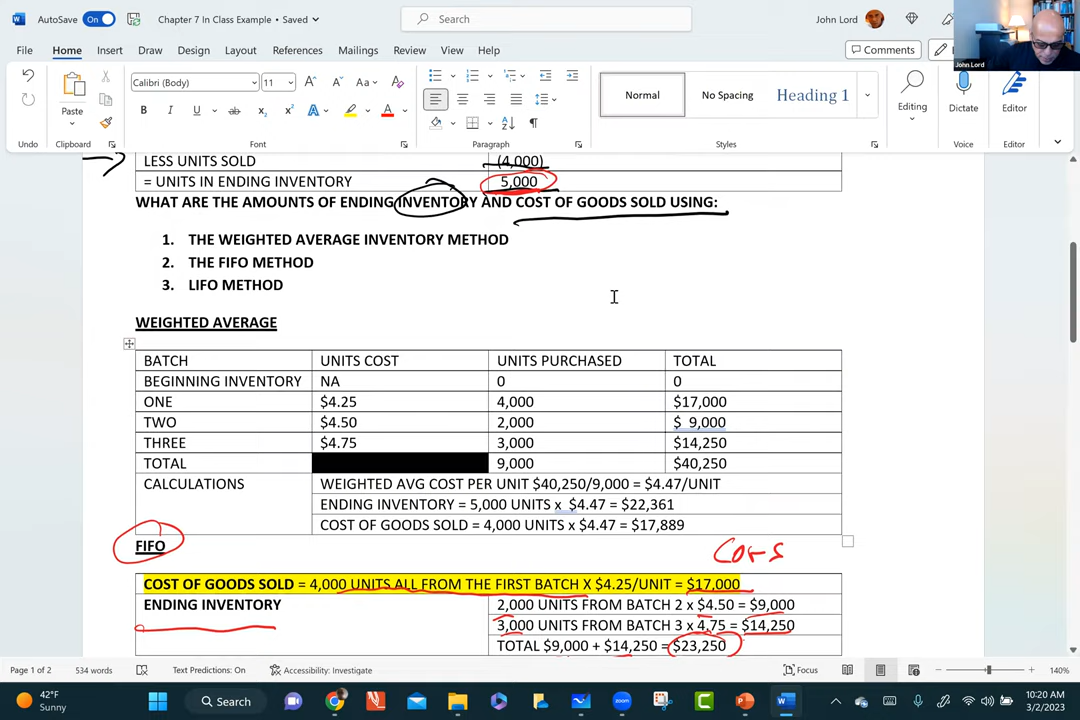 AutoSave On Chapter 7 In Class Example • Saved Search John Lord
File Home Insert Draw Design Layout References Mailings Review View Help Comments
John Lord
Calibri (Body) 11
Paste
Normal No Spacing Heading 1
Editing Dictate Editor
Undo Clipboard Font Paragraph Styles Voice Editor
LESS UNITS SOLD (4,000)
= UNITS IN ENDING INVENTORY 5,000
WHAT ARE THE AMOUNTS OF ENDING INVENTORY AND COST OF GOODS SOLD USING:
1. THE WEIGHTED AVERAGE INVENTORY METHOD
2. THE FIFO METHOD
3. LIFO METHOD
WEIGHTED AVERAGE
BATCH UNITS COST UNITS PURCHASED TOTAL
BEGINNING INVENTORY NA 0 0
ONE $4.25 4,000 $17,000
TWO $4.50 2,000 $ 9,000
THREE $4.75 3,000 $14,250
TOTAL 9,000 $40,250
CALCULATIONS WEIGHTED AVG COST PER UNIT $40,250/9,000 = $4.47/UNIT
ENDING INVENTORY = 5,000 UNITS x $4.47 = $22,361
COST OF GOODS SOLD = 4,000 UNITS x $4.47 = $17,889
FIFO
COGS
COST OF GOODS SOLD = 4,000 UNITS ALL FROM THE FIRST BATCH X $4.25/UNIT = $17,000
ENDING INVENTORY 2,000 UNITS FROM BATCH 2 x $4.50 = $9,000
3,000 UNITS FROM BATCH 3 x 4.75 = $14,250
TOTAL $9,000 + $14,250 = $23,250
Page 1 of 2 534 words Text Predictions: On Accessibility: Investigate Focus 140%
42°F
Sunny
Search
10:20 AM
3/2/2023